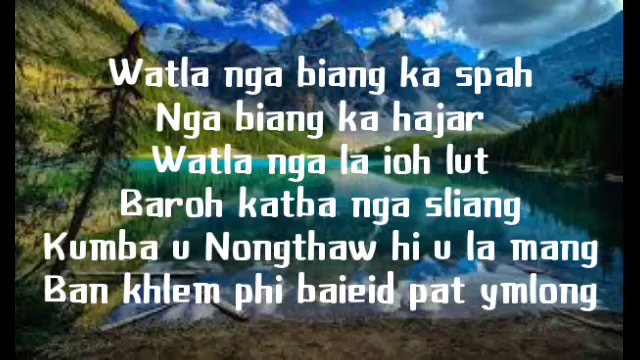 Watla nga biang ka spah
Nga biang ka hajar
Watla nga la ioh lut
Baroh katba nga sliang
Kumba u Nongthaw hi u la mang
Ban khlem phi baieid pat ymlong